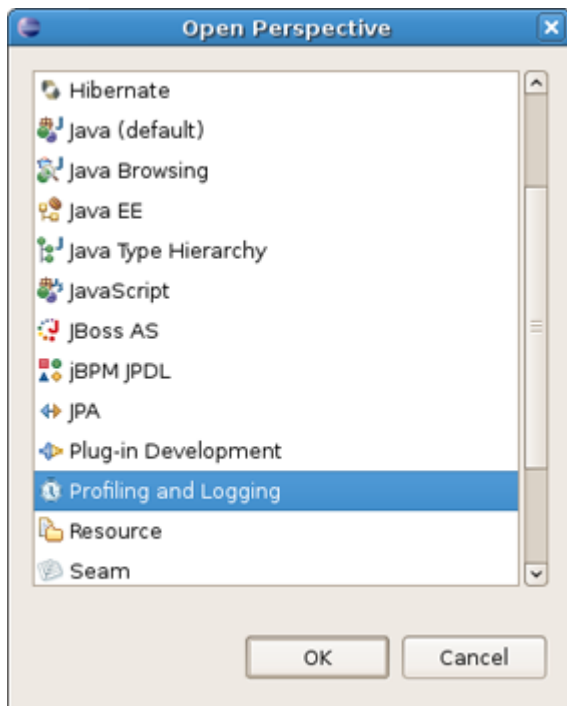 Open Perspective
Hibernate
Java (default)
Java Browsing
Java EE
Java Type Hierarchy
JavaScript
JBoss AS
jBPM JPDL
JPA
Plug-in Development
Profiling and Logging
Resource
Seam
OK
Cancel